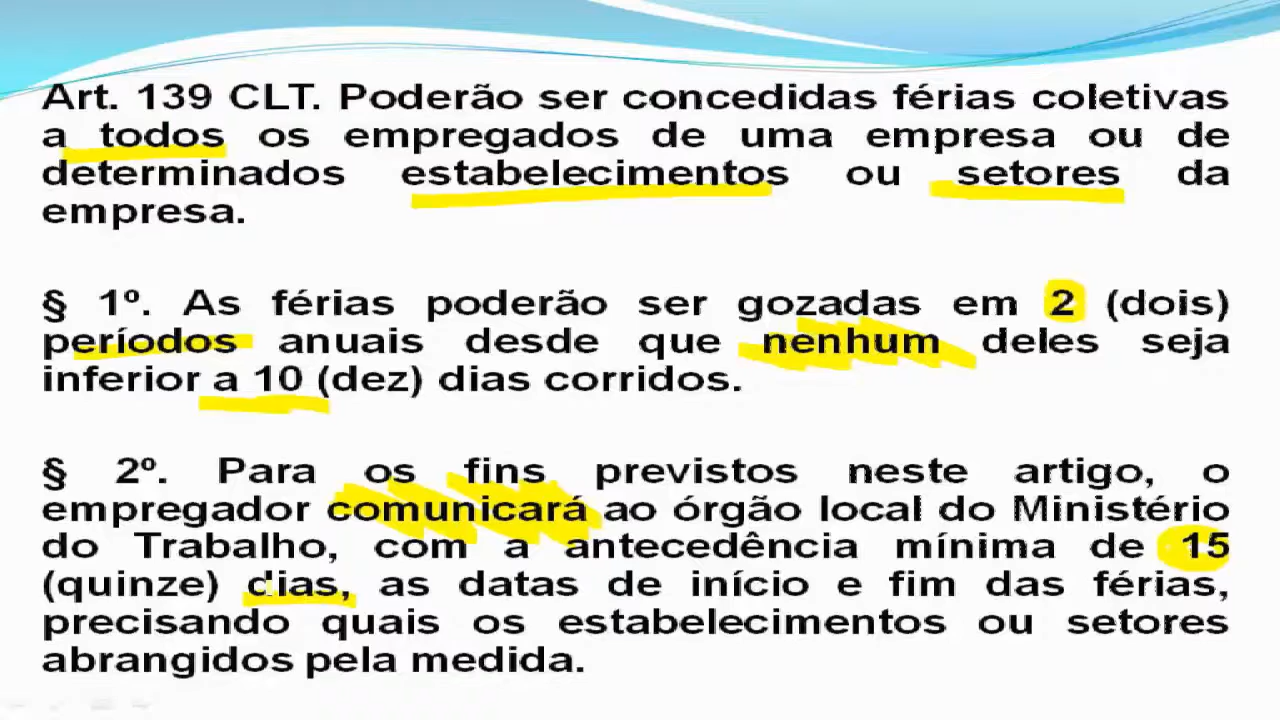 Art. 139 CLT. Poderão ser concedidas férias coletivas
a todos os empregados de uma empresa ou de
determinados estabelecimentos ou setores da
empresa.
§ 1º. As férias poderão ser gozadas em 2 (dois)
períodos anuais desde que nenhum deles seja
inferior a 10 (dez) dias corridos.
§ 2º. Para os fins previstos neste artigo, o
empregador comunicará ao órgão local do Ministério
do Trabalho, com a antecedência mínima de 15
(quinze) dias, as datas de início e fim das férias,
precisando quais os estabelecimentos ou setores
abrangidos pela medida.